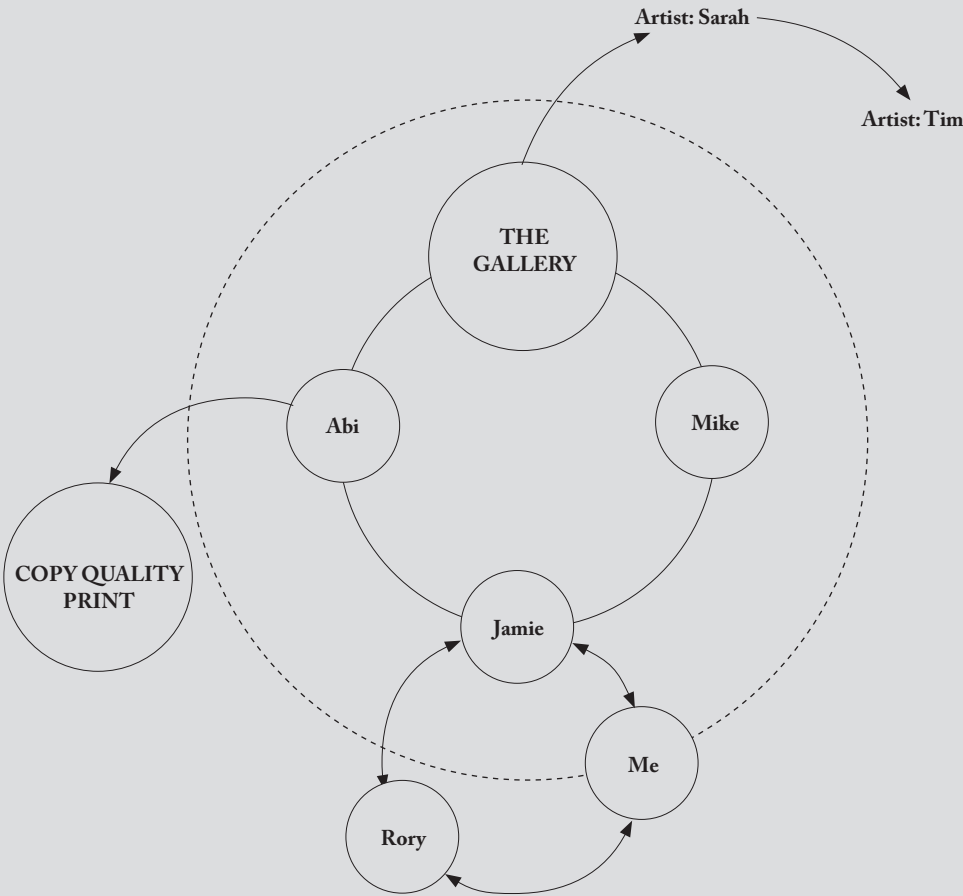 Artist: Sarah
Artist: Tim
THE
GALLERY
Abi
Mike
COPY QUALITY
PRINT
Jamie
Me
Rory